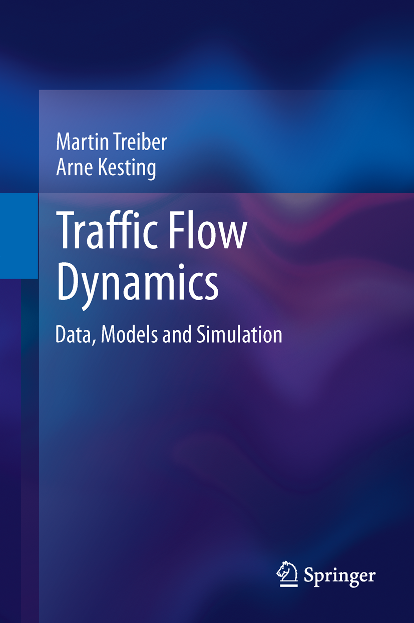 Martin Treiber
Arne Kesting
Traffic Flow
Dynamics
Data, Models and Simulation
Springer